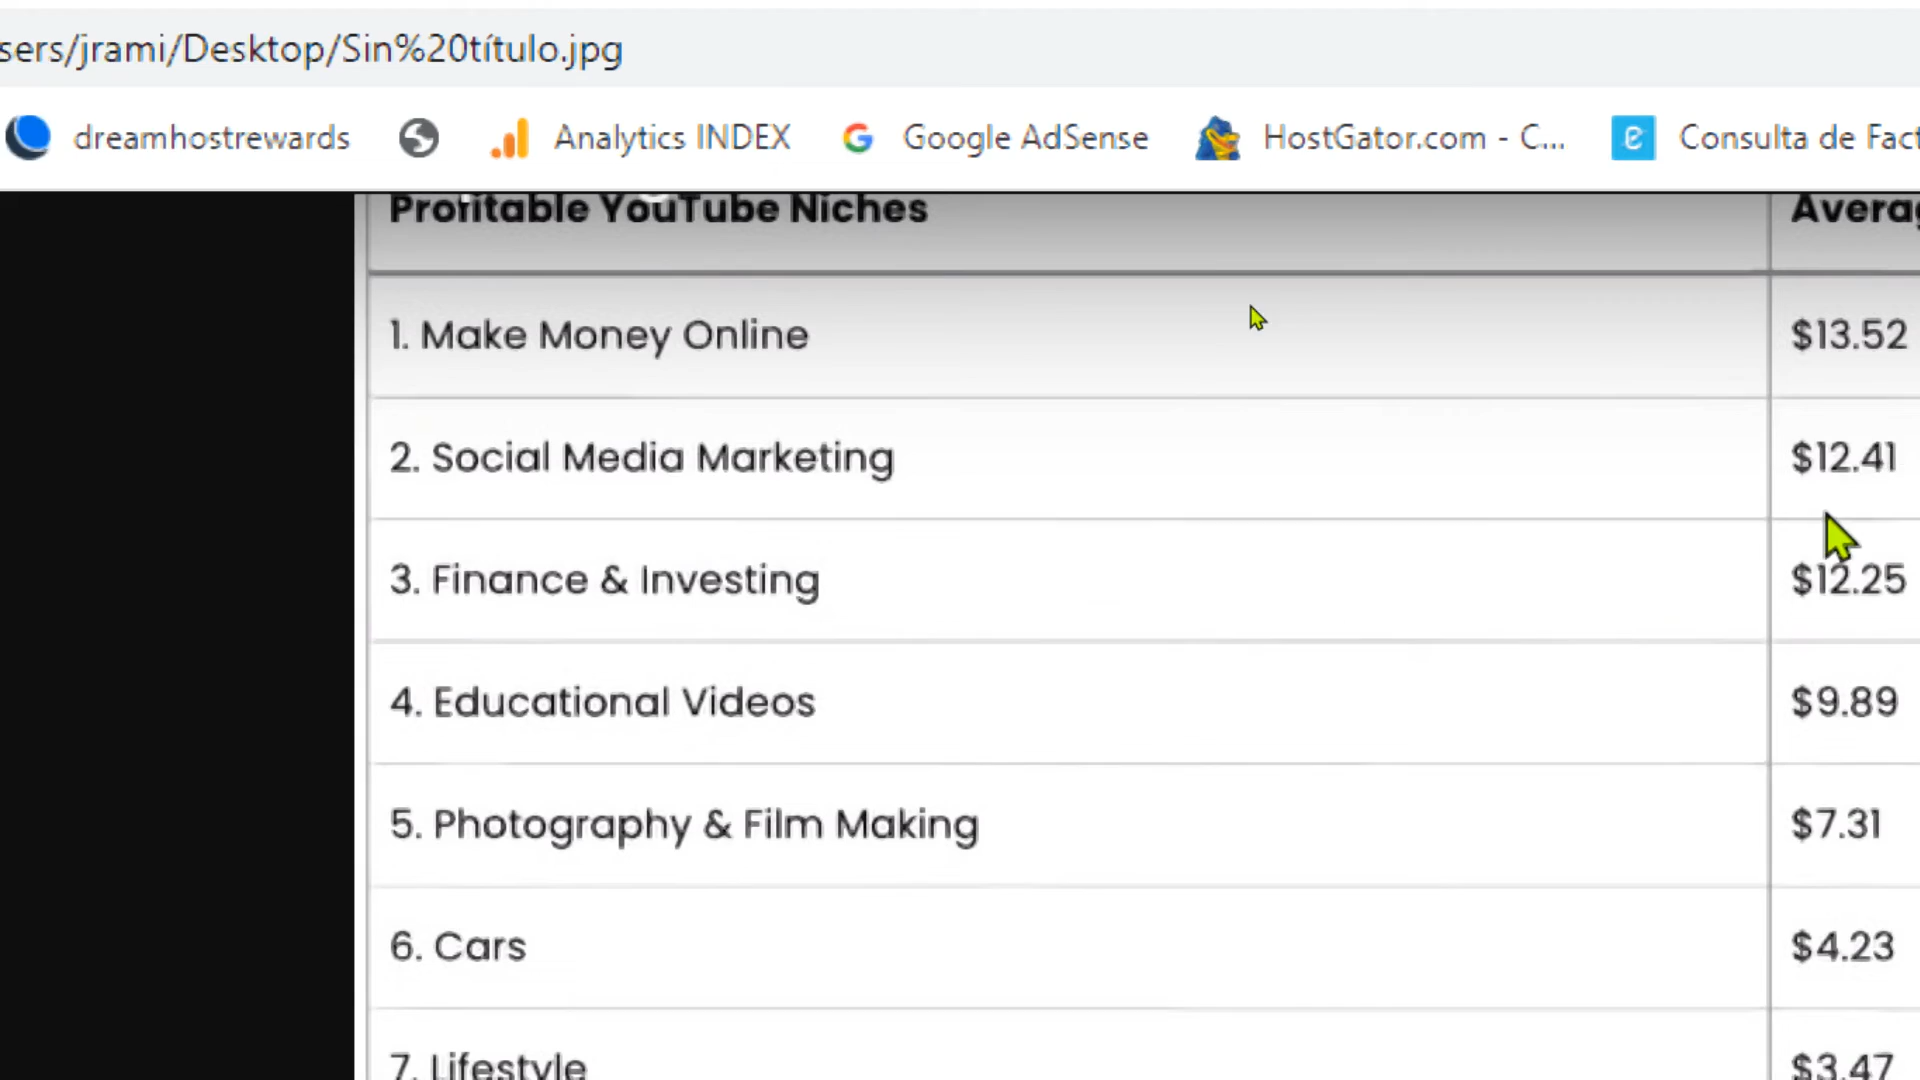 sers/jrami/Desktop/Sin%20título.jpg
dreamhostrewards Analytics INDEX Google AdSense HostGator.com - C... Consulta de Fact
Profitable YouTube Niches Averag
1. Make Money Online $13.52
2. Social Media Marketing $12.41
3. Finance & Investing $12.25
4. Educational Videos $9.89
5. Photography & Film Making $7.31
6. Cars $4.23
7. Lifestyle $3.47